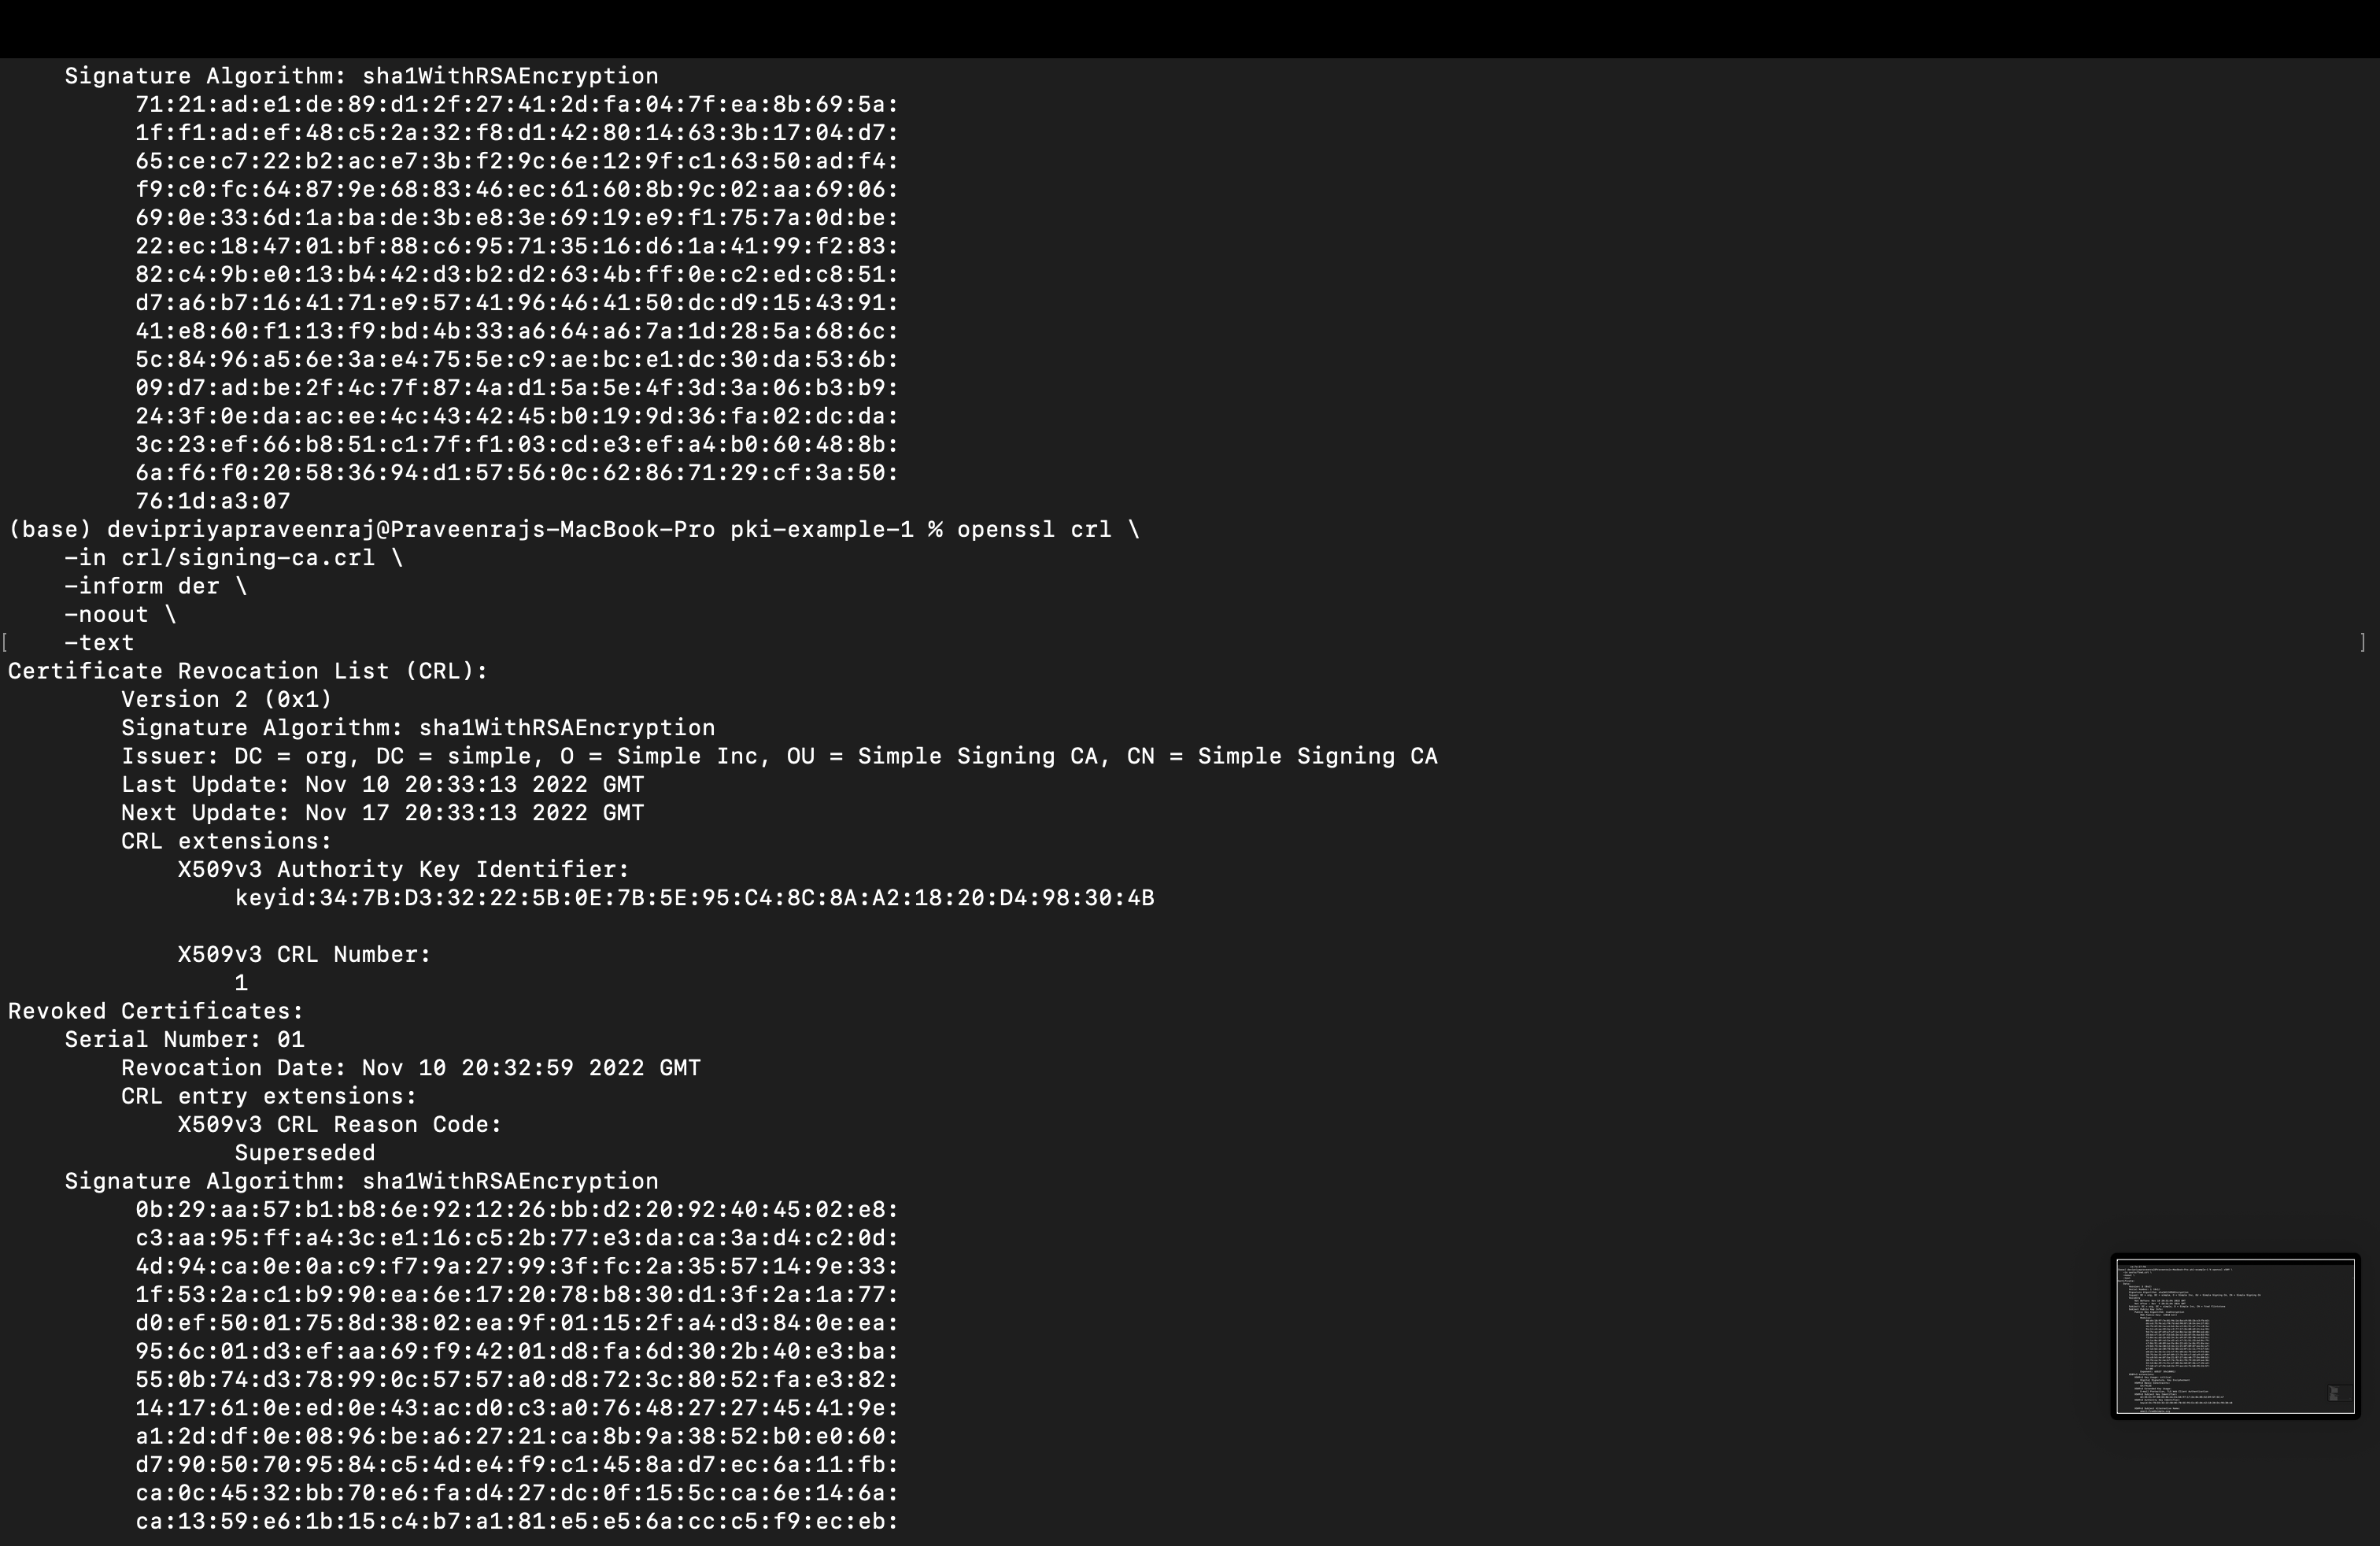 Signature Algorithm: sha1WithRSAEncryption
71:21:ad:e1:de:89:d1:2f:27:41:2d:fa:04:7f:ea:8b:69:5a:
1f:f1:ad:ef:48:c5:2a:32:f8:d1:42:80:14:63:3b:17:04:d7:
65:ce:c7:22:b2:ac:e7:3b:f2:9c:6e:12:9f:c1:63:50:ad:f4:
f9:c0:fc:64:87:9e:68:83:46:ec:61:60:8b:9c:02:aa:69:06:
69:0e:33:6d:1a:ba:de:3b:e8:3e:69:19:e9:f1:75:7a:0d:be:
22:ec:18:47:01:bf:88:c6:95:71:35:16:d6:1a:41:99:f2:83:
82:c4:9b:e0:13:b4:42:d3:b2:d2:63:4b:ff:0e:c2:ed:c8:51:
d7:a6:b7:16:41:71:e9:57:41:96:46:41:50:dc:d9:15:43:91:
41:e8:60:f1:13:f9:bd:4b:33:a6:64:a6:7a:1d:28:5a:68:6c:
5c:84:96:a5:6e:3a:e4:75:5e:c9:ae:bc:e1:dc:30:da:53:6b:
09:d7:ad:be:2f:4c:7f:87:4a:d1:5a:5e:4f:3d:3a:06:b3:b9:
24:3f:0e:da:ac:ee:4c:43:42:45:b0:19:9d:36:fa:02:dc:da:
3c:23:ef:66:b8:51:c1:7f:f1:03:cd:e3:ef:a4:b0:60:48:8b:
6a:f6:f0:20:58:36:94:d1:57:56:0c:62:86:71:29:cf:3a:50:
76:1d:a3:07
(base) devipriyapraveenraj@Praveenrajs-MacBook-Pro pki-example-1 % openssl crl \
-in crl/signing-ca.crl \
-inform der \
-noout \
[ -text ]
Certificate Revocation List (CRL):
Version 2 (0x1)
Signature Algorithm: sha1WithRSAEncryption
Issuer: DC = org, DC = simple, O = Simple Inc, OU = Simple Signing CA, CN = Simple Signing CA
Last Update: Nov 10 20:33:13 2022 GMT
Next Update: Nov 17 20:33:13 2022 GMT
CRL extensions:
X509v3 Authority Key Identifier:
keyid:34:7B:D3:32:22:5B:0E:7B:5E:95:C4:8C:8A:A2:18:20:D4:98:30:4B
X509v3 CRL Number:
1
Revoked Certificates:
Serial Number: 01
Revocation Date: Nov 10 20:32:59 2022 GMT
CRL entry extensions:
X509v3 CRL Reason Code:
Superseded
Signature Algorithm: sha1WithRSAEncryption
0b:29:aa:57:b1:b8:6e:92:12:26:bb:d2:20:92:40:45:02:e8:
c3:aa:95:ff:a4:3c:e1:16:c5:2b:77:e3:da:ca:3a:d4:c2:0d:
4d:94:ca:0e:0a:c9:f7:9a:27:99:3f:fc:2a:35:57:14:9e:33:
1f:53:2a:c1:b9:90:ea:6e:17:20:78:b8:30:d1:3f:2a:1a:77:
d0:ef:50:01:75:8d:38:02:ea:9f:01:15:2f:a4:d3:84:0e:ea:
95:6c:01:d3:ef:aa:69:f9:42:01:d8:fa:6d:30:2b:40:e3:ba:
55:0b:74:d3:78:99:0c:57:57:a0:d8:72:3c:80:52:fa:e3:82:
14:17:61:0e:ed:0e:43:ac:d0:c3:a0:76:48:27:27:45:41:9e:
a1:2d:df:0e:08:96:be:a6:27:21:ca:8b:9a:38:52:b0:e0:60:
d7:90:50:70:95:84:c5:4d:e4:f9:c1:45:8a:d7:ec:6a:11:fb:
ca:0c:45:32:bb:70:e6:fa:d4:27:dc:0f:15:5c:ca:6e:14:6a:
ca:13:59:e6:1b:15:c4:b7:a1:81:e5:e5:6a:cc:c5:f9:ec:eb: